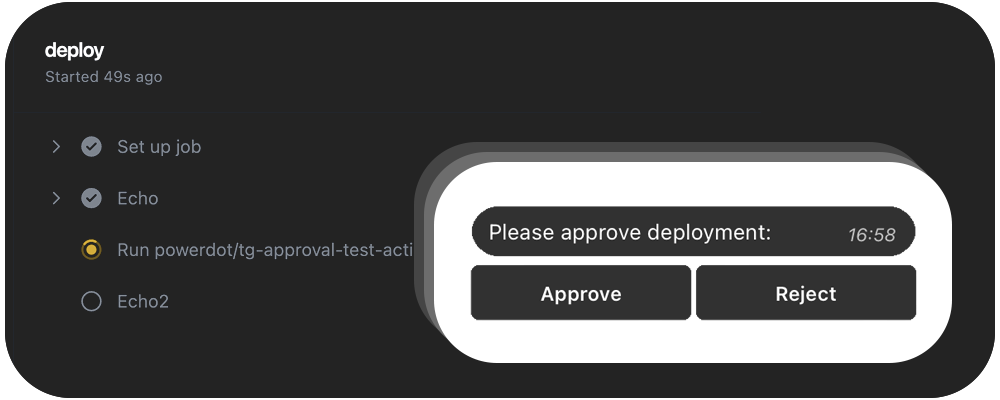 deploy
Started 49s ago
Set up job
Echo
Run powerdot/tg-approval-test-acti
Echo2
Please approve deployment: 16:58
Approve Reject